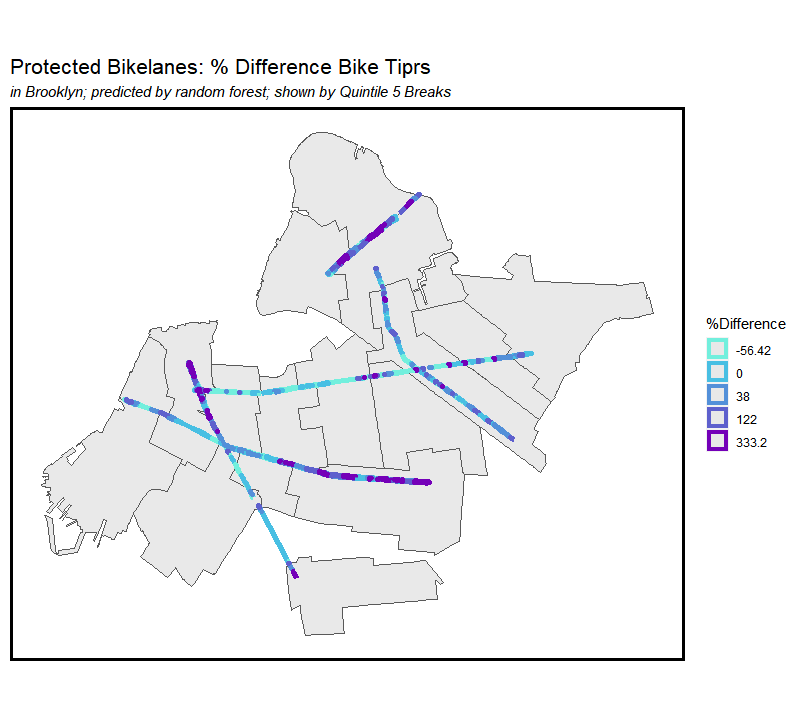 Protected Bikelanes: % Difference Bike Tiprs
in Brooklyn; predicted by random forest; shown by Quintile 5 Breaks
%Difference
-56.42
0
38
122
333.2